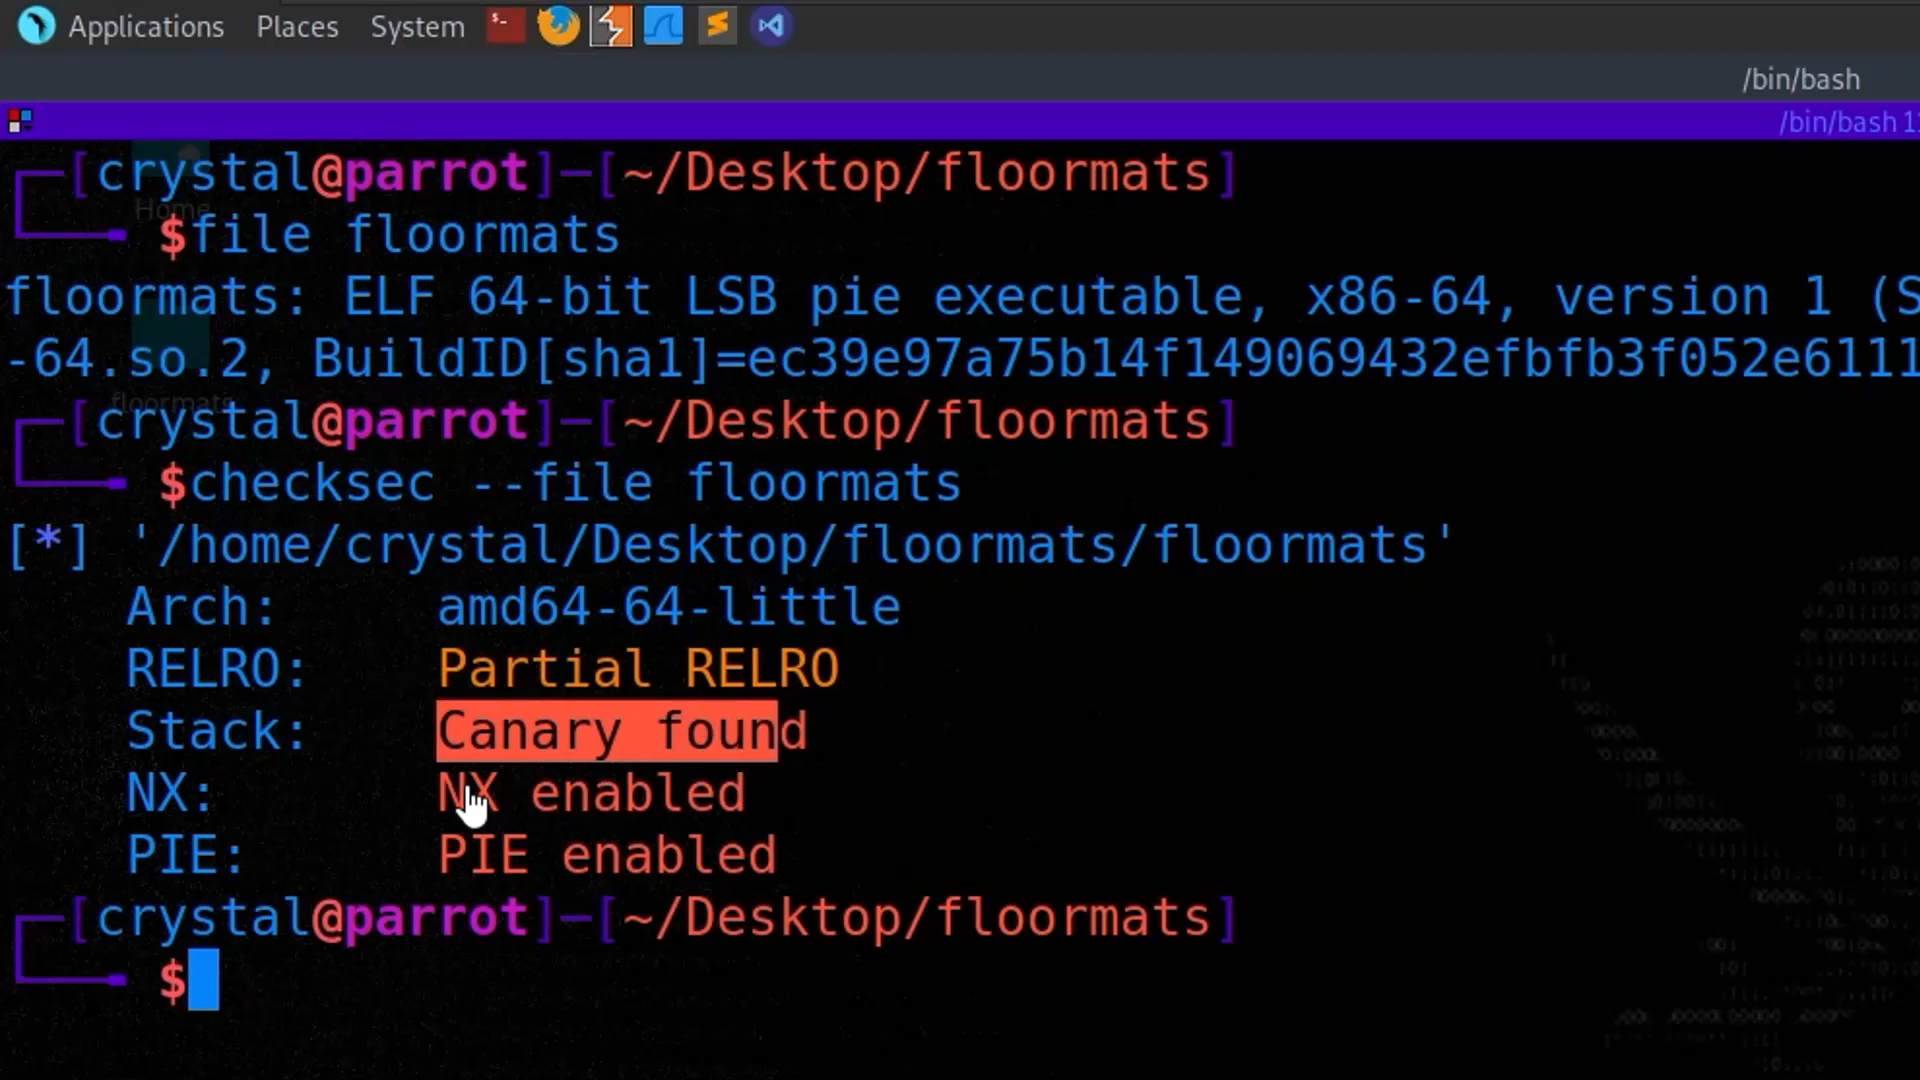 Applications Places System
/bin/bash
/bin/bash 1
[crystal@parrot]─[~/Desktop/floormats]
$file floormats
floormats: ELF 64-bit LSB pie executable, x86-64, version 1 (S
-64.so.2, BuildID[sha1]=ec39e97a75b14f149069432efbfb3f052e6111
[crystal@parrot]─[~/Desktop/floormats]
$checksec --file floormats
[*] '/home/crystal/Desktop/floormats/floormats'
Arch: amd64-64-little
RELRO: Partial RELRO
Stack: Canary found
NX: NX enabled
PIE: PIE enabled
[crystal@parrot]─[~/Desktop/floormats]
$
Home
floormats